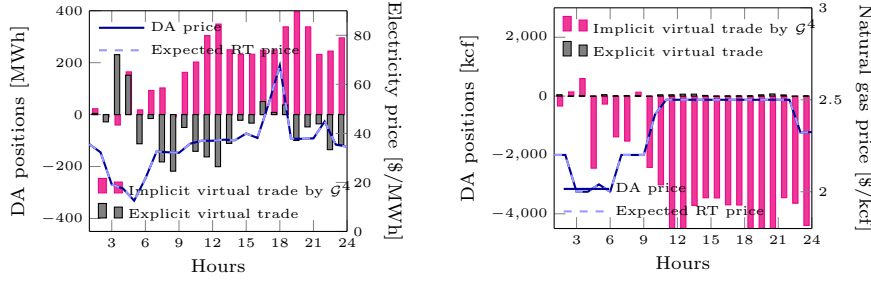 DA positions [MWh]
400
200
0
−200
−400
DA price
Expected RT price
Implicit virtual trade by 𝒢⁴
Explicit virtual trade
80
60
40
20
0
Electricity price [$/MWh]
3 6 9 12 15 18 21 24
Hours
DA positions [kcf]
2,000
0
−2,000
−4,000
Implicit virtual trade by 𝒢⁴
Explicit virtual trade
DA price
Expected RT price
3
2.5
2
Natural gas price [$/kcf]
3 6 9 12 15 18 21 24
Hours